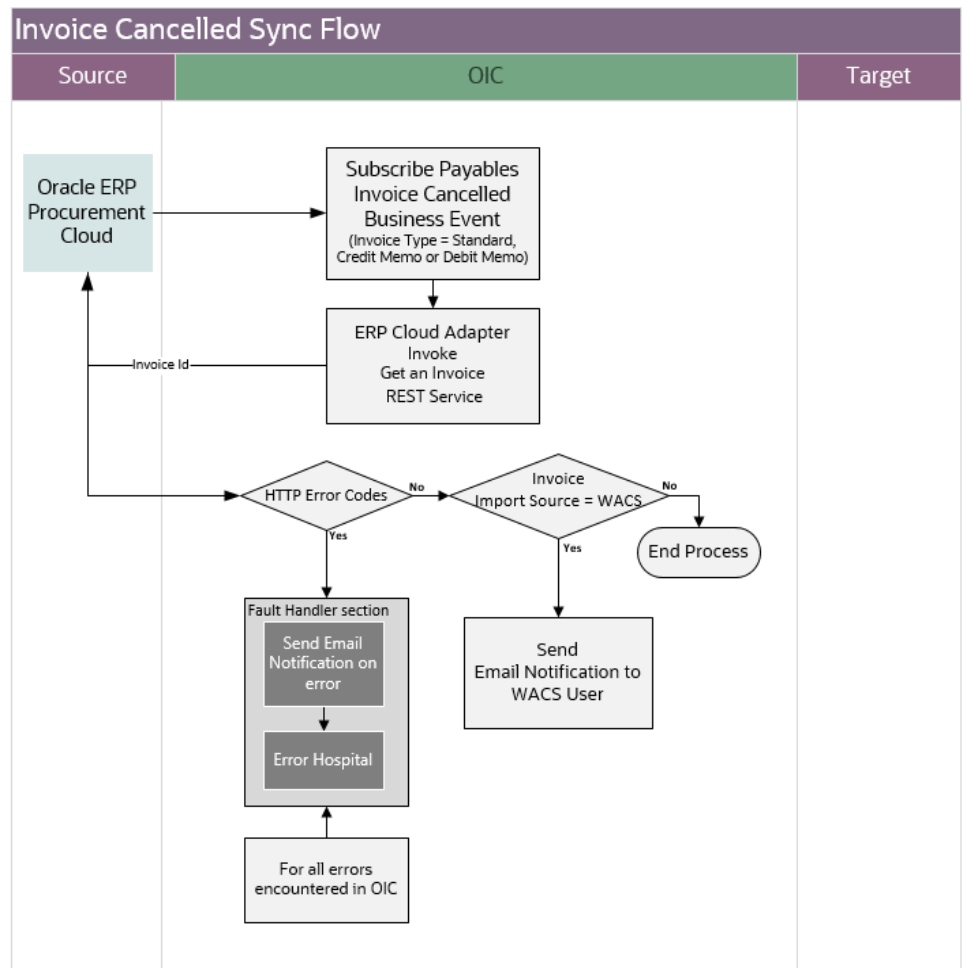 Invoice Cancelled Sync Flow
Source
OIC
Target
Oracle ERP
Procurement
Cloud
Subscribe Payables
Invoice Cancelled
Business Event
(Invoice Type = Standard,
Credit Memo or Debit Memo)
ERP Cloud Adapter
Invoke
Get an Invoice
REST Service
Invoice Id
HTTP Error Codes
No
Invoice
Import Source = WACS
No
Yes
Yes
End Process
Fault Handler section
Send Email
Notification on
error
Error Hospital
Send
Email Notification to
WACS User
For all errors
encountered in OIC